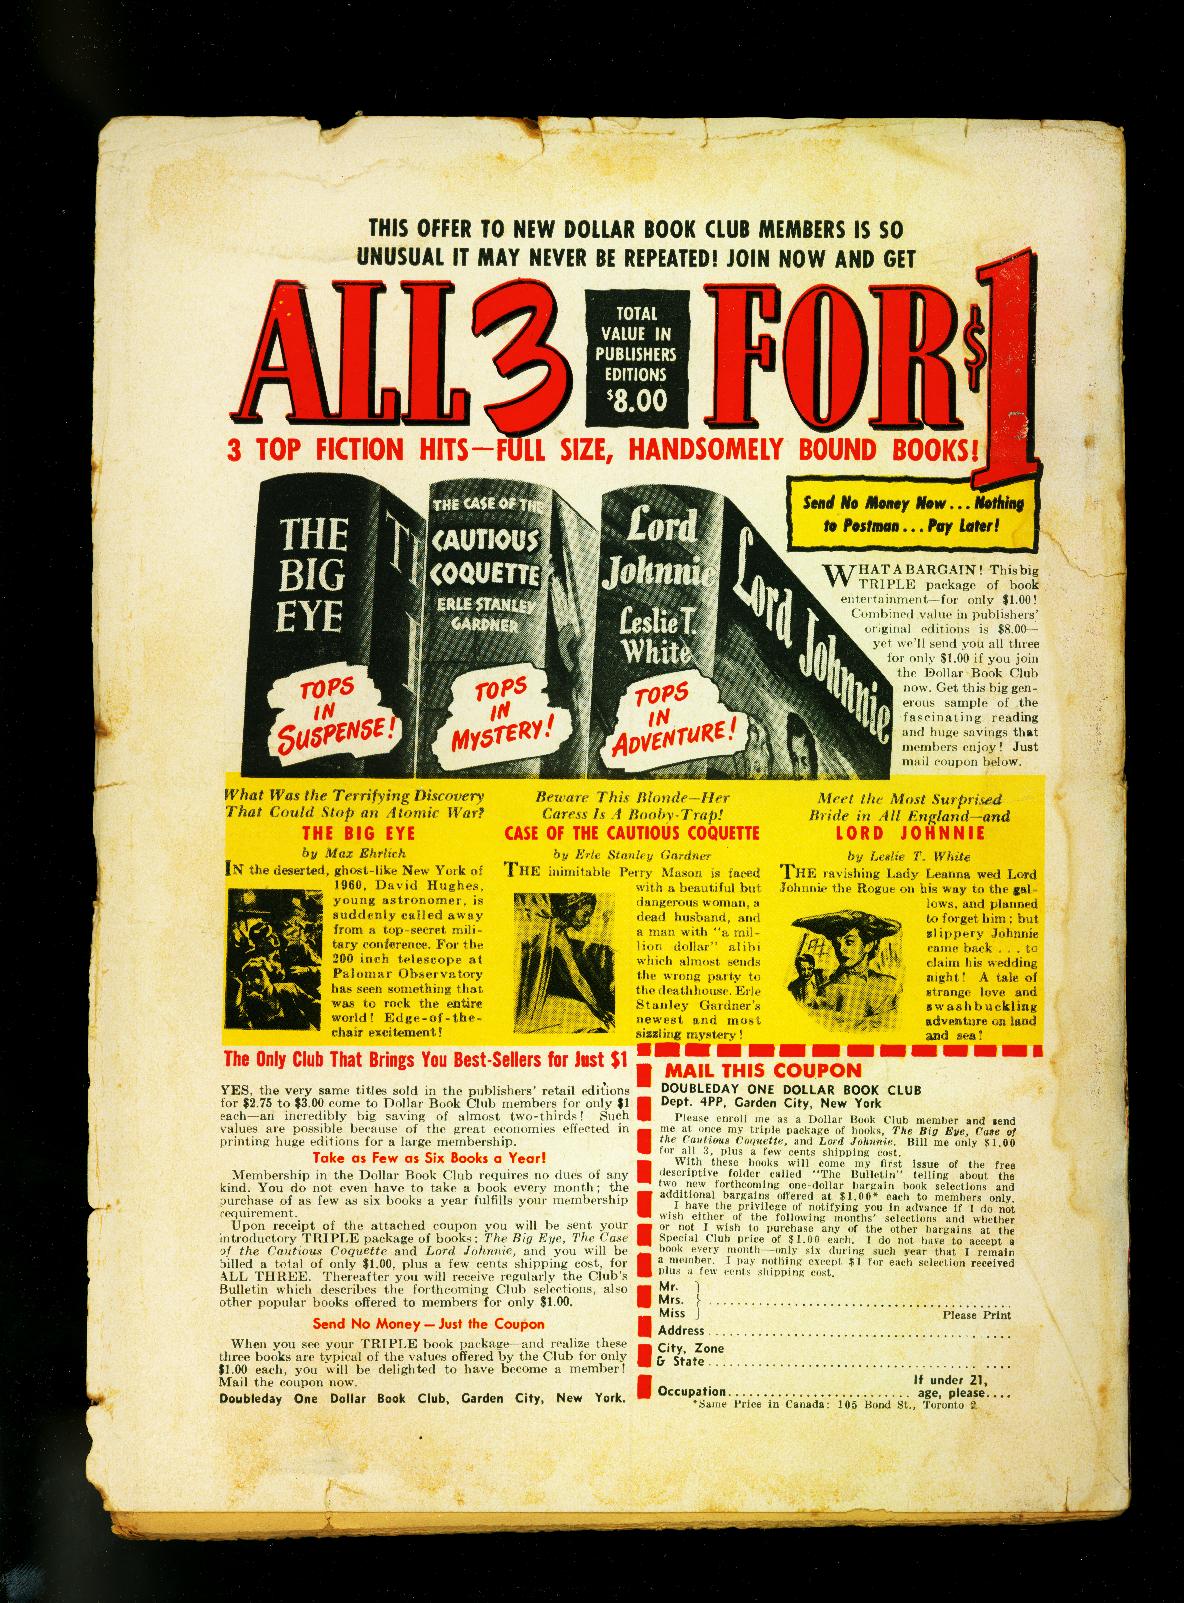 THIS OFFER TO NEW DOLLAR BOOK CLUB MEMBERS IS SO
UNUSUAL IT MAY NEVER BE REPEATED! JOIN NOW AND GET
ALL 3 FOR $1
TOTAL
VALUE IN
PUBLISHERS
EDITIONS
$8.00
3 TOP FICTION HITS—FULL SIZE, HANDSOMELY BOUND BOOKS!
Send No Money Now...Nothing
to Postman...Pay Later!
THE
BIG
EYE
TOPS
IN
SUSPENSE!
THE CASE OF THE
CAUTIOUS
COQUETTE
ERLE STANLEY
GARDNER
TOPS
IN
MYSTERY!
Lord
Johnnie
Leslie T.
White
TOPS
IN
ADVENTURE!
Lord Johnnie
WHAT A BARGAIN! This big
TRIPLE package of book
entertainment—for only $1.00!
Combined value in publishers'
original editions is $8.00—
yet we'll send you all three
for only $1.00 if you join
the Dollar Book Club
now. Get this big gen-
erous sample of the
fascinating reading
and huge savings that
members enjoy! Just
mail coupon below.
What Was the Terrifying Discovery
That Could Stop an Atomic War?
THE BIG EYE
by Max Ehrlich
IN the deserted, ghost-like New York of
1960, David Hughes,
young astronomer, is
suddenly called away
from a top-secret mili-
tary conference. For the
200 inch telescope at
Palomar Observatory
has seen something that
was to rock the entire
world! Edge-of-the-
chair excitement!
Beware This Blonde—Her
Caress Is A Booby-Trap!
CASE OF THE CAUTIOUS COQUETTE
by Erle Stanley Gardner
THE inimitable Perry Mason is faced
with a beautiful but
dangerous woman, a
dead husband, and
a man with "a mil-
lion dollar" alibi
which almost sends
the wrong party to
the deathhouse. Erle
Stanley Gardner's
newest and most
sizzling mystery!
Meet the Most Surprised
Bride in All England—and
LORD JOHNNIE
by Leslie T. White
THE ravishing Lady Leanna wed Lord
Johnnie the Rogue on his way to the gal-
lows, and planned
to forget him; but
slippery Johnnie
came back . . . to
claim his wedding
night! A tale of
strange love and
swashbuckling
adventure on land
and sea!
The Only Club That Brings You Best-Sellers for Just $1
YES, the very same titles sold in the publishers' retail editions
for $2.75 to $3.00 come to Dollar Book Club members for only $1
each—an incredibly big saving of almost two-thirds! Such
values are possible because of the great economies effected in
printing huge editions for a large membership.
Take as Few as Six Books a Year!
Membership in the Dollar Book Club requires no dues of any
kind. You do not even have to take a book every month; the
purchase of as few as six books a year fulfills your membership
requirement.
Upon receipt of the attached coupon you will be sent your
introductory TRIPLE package of books: The Big Eye, The Case
of the Cautious Coquette and Lord Johnnie, and you will be
billed a total of only $1.00, plus a few cents shipping cost, for
ALL THREE. Thereafter you will receive regularly the Club's
Bulletin which describes the forthcoming Club selections, also
other popular books offered to members for only $1.00.
Send No Money—Just the Coupon
When you see your TRIPLE book package—and realize these
three books are typical of the values offered by the Club for only
$1.00 each, you will be delighted to have become a member!
Mail the coupon now.
Doubleday One Dollar Book Club, Garden City, New York.
MAIL THIS COUPON
DOUBLEDAY ONE DOLLAR BOOK CLUB
Dept. 4PP, Garden City, New York
Please enroll me as a Dollar Book Club member and send
me at once my triple package of books, The Big Eye, Case of
the Cautious Coquette, and Lord Johnnie. Bill me only $1.00
for all 3, plus a few cents shipping cost.
With these books will come my first issue of the free
descriptive folder called "The Bulletin" telling about the
two new forthcoming one-dollar bargain book selections and
additional bargains offered at $1.00* each to members only.
I have the privilege of notifying you in advance if I do not
wish either of the following months' selections and whether
or not I wish to purchase any of the other bargains at the
Special Club price of $1.00 each. I do not have to accept a
book every month—only six during such year that I remain
a member. I pay nothing except $1 for each selection received
plus a few cents shipping cost.
Mr.
Mrs.
Miss
Please Print
Address
City, Zone
& State
Occupation
If under 21,
age, please....
*Same Price in Canada: 105 Bond St., Toronto 2